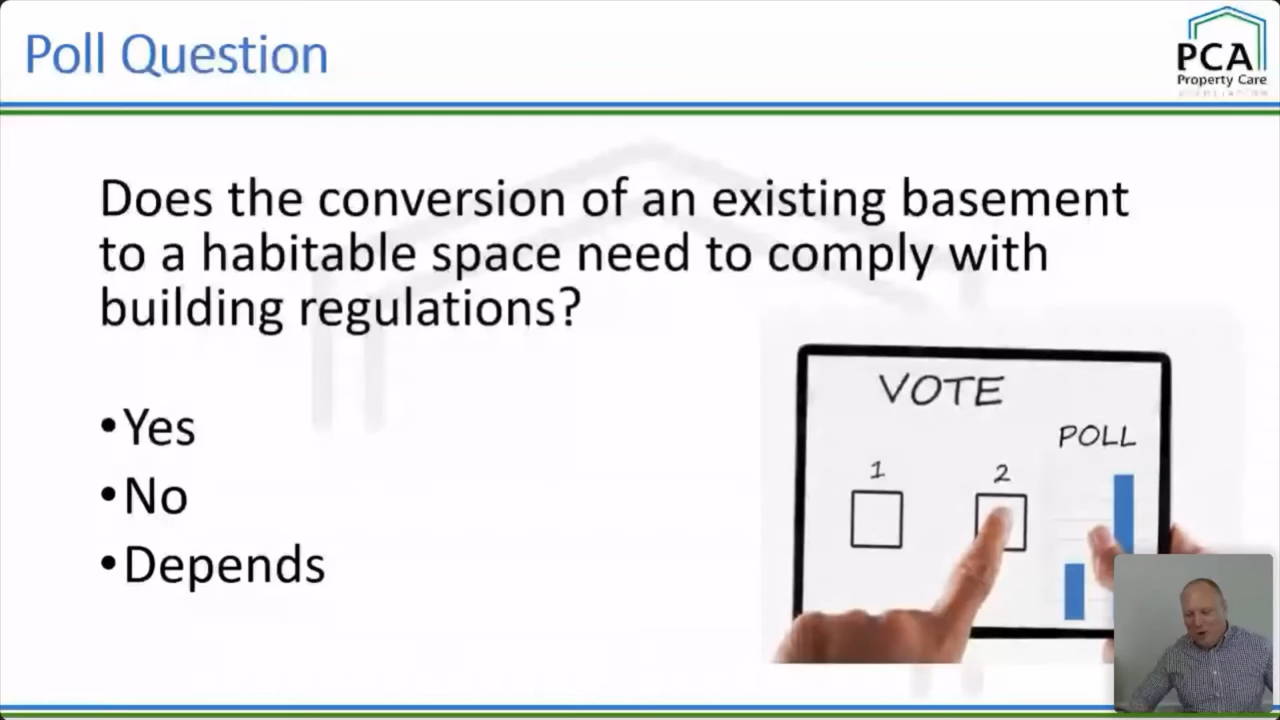 Poll Question
PCA
Property Care
Does the conversion of an existing basement
to a habitable space need to comply with
building regulations?
•Yes
•No
•Depends
VOTE
POLL
1
2